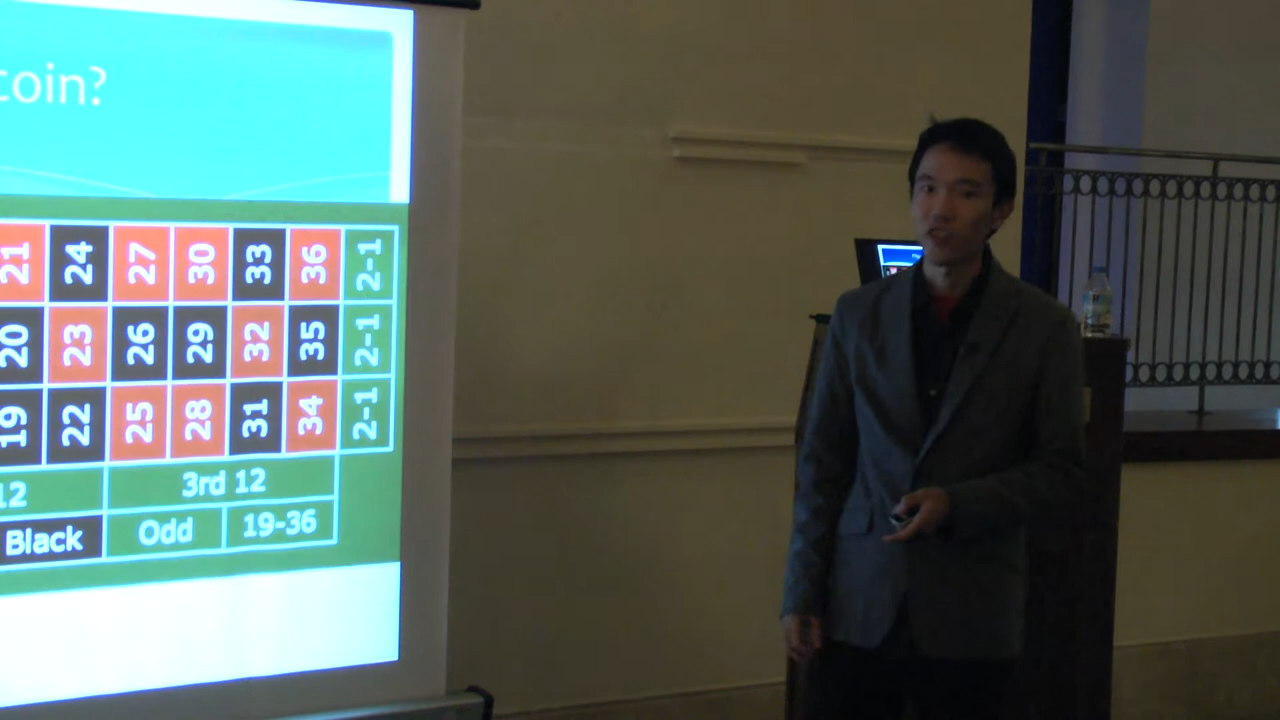 coin?
21 24 27 30 33 36 2-1
20 23 26 29 32 35 2-1
19 22 25 28 31 34 2-1
12 3rd 12
Black Odd 19-36